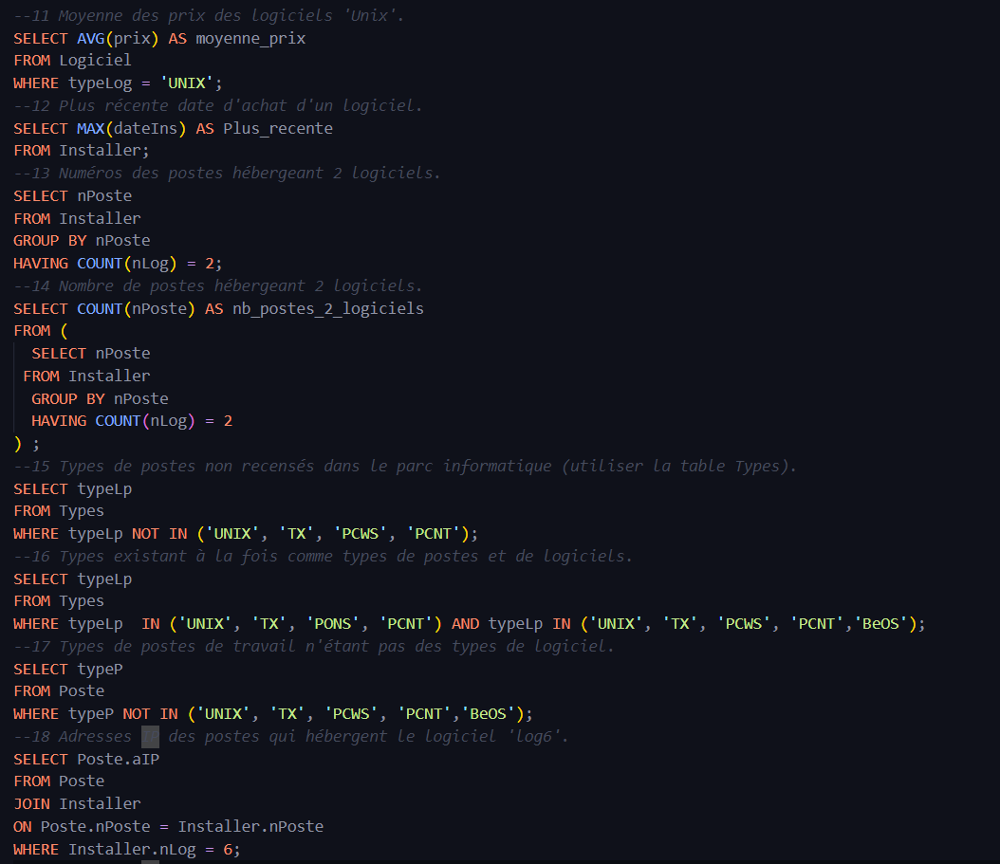 --11 Moyenne des prix des logiciels 'Unix'.
SELECT AVG(prix) AS moyenne_prix
FROM Logiciel
WHERE typeLog = 'UNIX';
--12 Plus récente date d'achat d'un logiciel.
SELECT MAX(dateIns) AS Plus_recente
FROM Installer;
--13 Numéros des postes hébergeant 2 logiciels.
SELECT nPoste
FROM Installer
GROUP BY nPoste
HAVING COUNT(nLog) = 2;
--14 Nombre de postes hébergeant 2 logiciels.
SELECT COUNT(nPoste) AS nb_postes_2_logiciels
FROM (
  SELECT nPoste
 FROM Installer
  GROUP BY nPoste
  HAVING COUNT(nLog) = 2
) ;
--15 Types de postes non recensés dans le parc informatique (utiliser la table Types).
SELECT typeLp
FROM Types
WHERE typeLp NOT IN ('UNIX', 'TX', 'PCWS', 'PCNT');
--16 Types existant à la fois comme types de postes et de logiciels.
SELECT typeLp
FROM Types
WHERE typeLp  IN ('UNIX', 'TX', 'PONS', 'PCNT') AND typeLp IN ('UNIX', 'TX', 'PCWS', 'PCNT','BeOS');
--17 Types de postes de travail n'étant pas des types de logiciel.
SELECT typeP
FROM Poste
WHERE typeP NOT IN ('UNIX', 'TX', 'PCWS', 'PCNT','BeOS');
--18 Adresses IP des postes qui hébergent le logiciel 'log6'.
SELECT Poste.aIP
FROM Poste
JOIN Installer
ON Poste.nPoste = Installer.nPoste
WHERE Installer.nLog = 6;